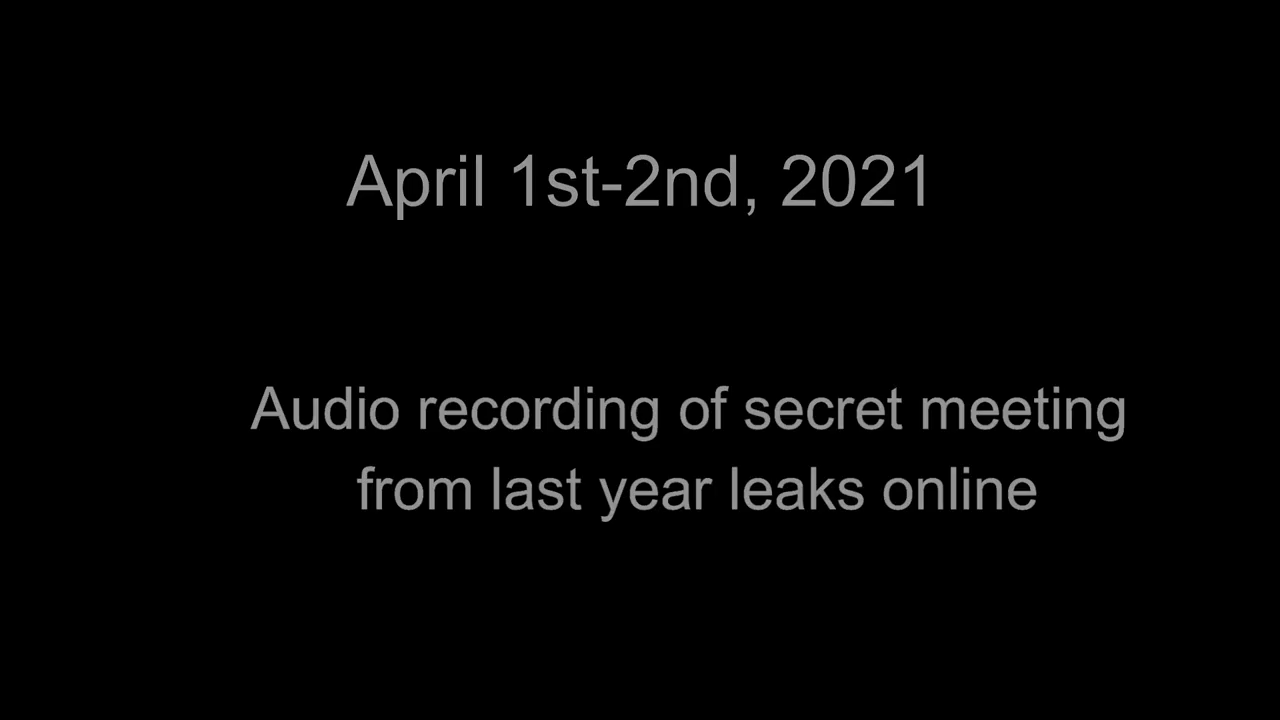 April 1st-2nd, 2021
Audio recording of secret meeting
from last year leaks online